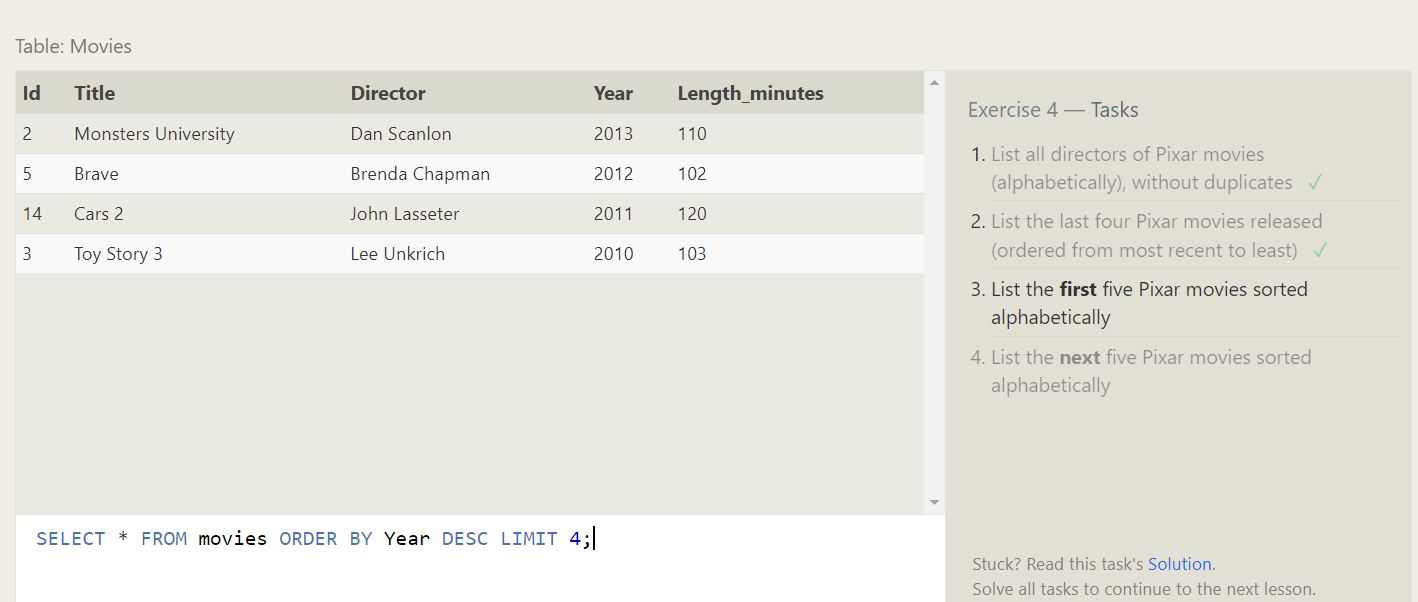 Table: Movies
Id Title Director Year Length_minutes
2 Monsters University Dan Scanlon 2013 110
5 Brave Brenda Chapman 2012 102
14 Cars 2 John Lasseter 2011 120
3 Toy Story 3 Lee Unkrich 2010 103
SELECT * FROM movies ORDER BY Year DESC LIMIT 4;
Exercise 4 — Tasks
1. List all directors of Pixar movies
(alphabetically), without duplicates ✓
2. List the last four Pixar movies released
(ordered from most recent to least) ✓
3. List the first five Pixar movies sorted
alphabetically
4. List the next five Pixar movies sorted
alphabetically
Stuck? Read this task's Solution.
Solve all tasks to continue to the next lesson.